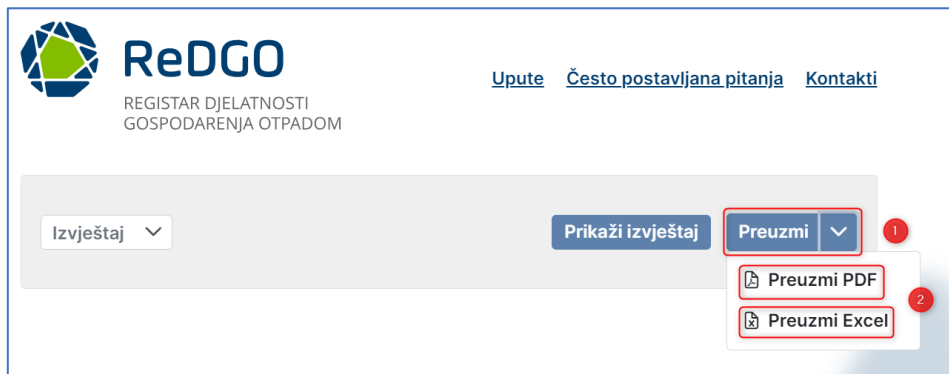 ReDGO
REGISTAR DJELATNOSTI
GOSPODARENJA OTPADOM
Upute Često postavljana pitanja Kontakti
Izvještaj Prikaži izvještaj Preuzmi 1
Preuzmi PDF
2
Preuzmi Excel